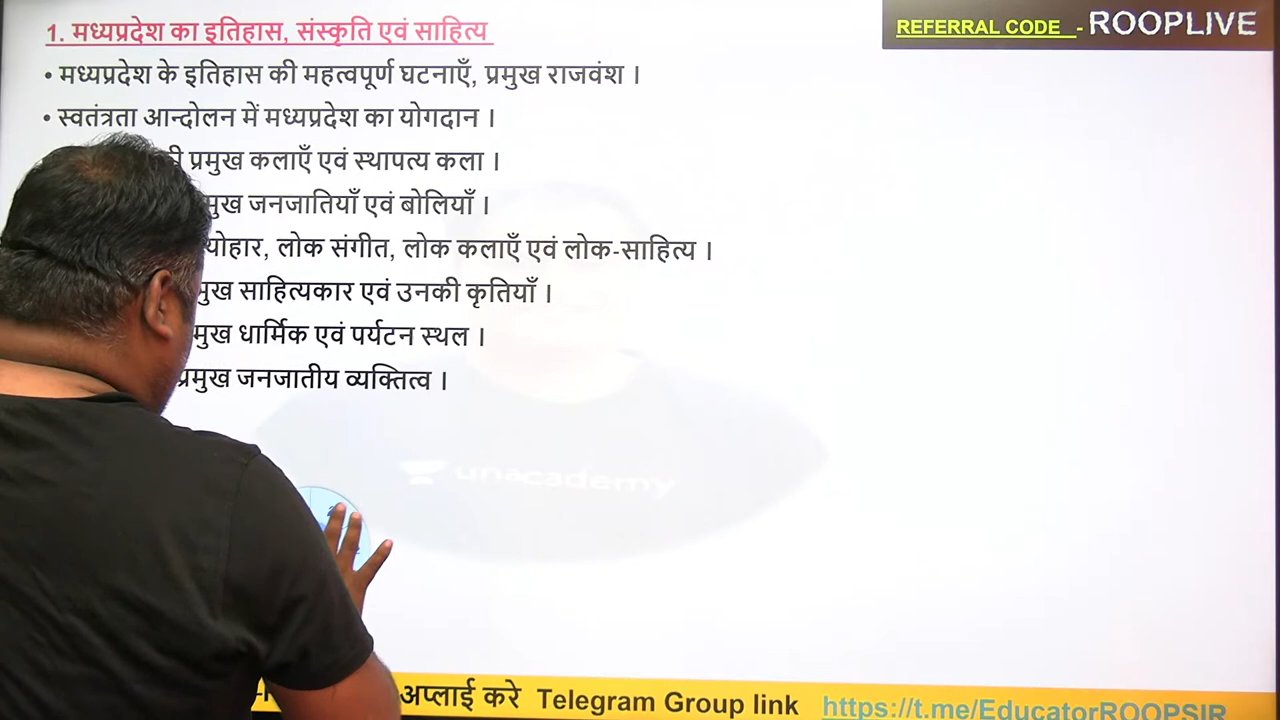 1. मध्यप्रदेश का इतिहास, संस्कृति एवं साहित्य
REFERRAL CODE - ROOPLIVE
• मध्यप्रदेश के इतिहास की महत्वपूर्ण घटनाएँ, प्रमुख राजवंश ।
• स्वतंत्रता आन्दोलन में मध्यप्रदेश का योगदान ।
प्रमुख कलाएँ एवं स्थापत्य कला ।
जनजातियाँ एवं बोलियाँ ।
लोक संगीत, लोक कलाएँ एवं लोक-साहित्य ।
साहित्यकार एवं उनकी कृतियाँ ।
धार्मिक एवं पर्यटन स्थल ।
प्रमुख जनजातीय व्यक्तित्व ।
unacademy
अप्लाई करे Telegram Group link https://t.me/EducatorROOPSIR